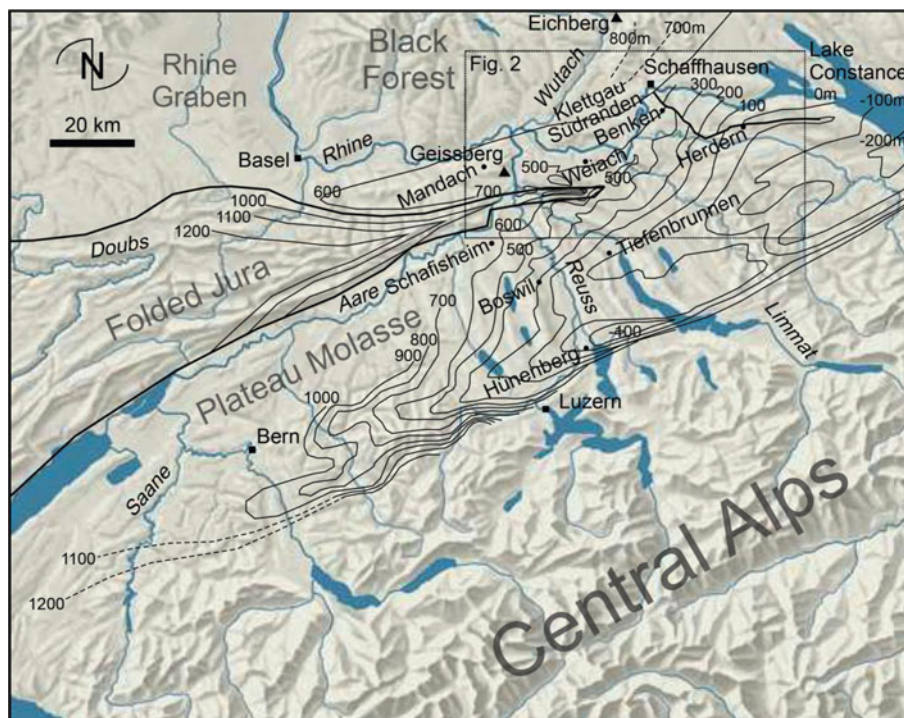 Eichberg
700m
800m
Black
Forest
Rhine
Graben
N
20 km
Fig. 2
Wutach
Schaffhausen
Lake
Constance
Klettgau
Südranden
Benken
300
200
100
0m
-100m
-200m
Herdern
Basel
Rhine
Geissberg
Mandach
600
700
500
Weiach
500
1000
1100
1200
Doubs
600
500
Tiefenbrunnen
Folded Jura
Aare
Schafisheim
Boswil
Reuss
700
800
900
1000
Plateau Molasse
-100
Hünenberg
Limmat
Luzern
Bern
Saane
1100
1200
Central Alps